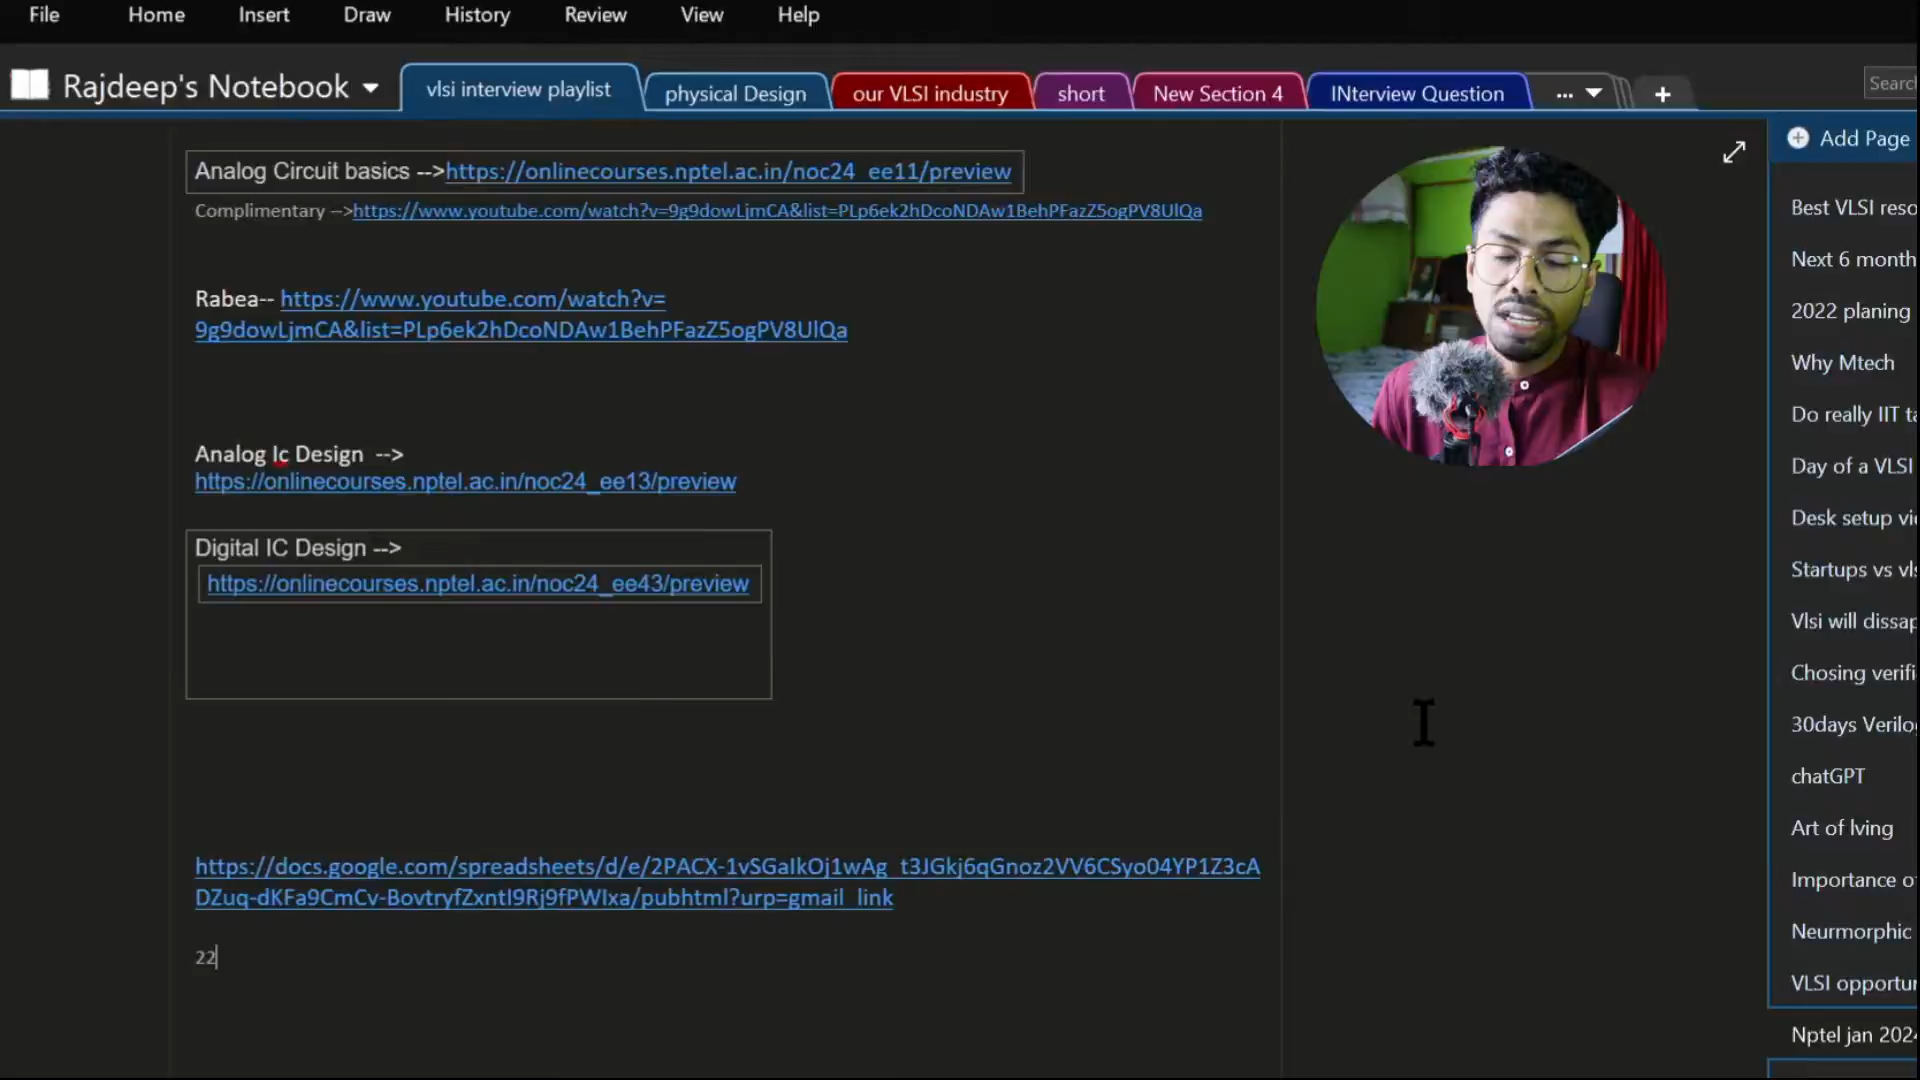 File Home Insert Draw History Review View Help
Rajdeep's Notebook vlsi interview playlist physical Design our VLSI industry short New Section 4 INterview Question ... +
Analog Circuit basics -->https://onlinecourses.nptel.ac.in/noc24_ee11/preview
Complimentary -->https://www.youtube.com/watch?v=9g9dowLjmCA&list=PLp6ek2hDcoNDAw1BehPFazZ5ogPV8UlQa
Rabea-- https://www.youtube.com/watch?v=
9g9dowLjmCA&list=PLp6ek2hDcoNDAw1BehPFazZ5ogPV8UlQa
Analog Ic Design -->
https://onlinecourses.nptel.ac.in/noc24_ee13/preview
Digital IC Design -->
https://onlinecourses.nptel.ac.in/noc24_ee43/preview
https://docs.google.com/spreadsheets/d/e/2PACX-1vSGaIkOj1wAg_t3JGkj6qGnoz2VV6CSyo04YP1Z3cA
DZuq-dKFa9CmCv-BovtryfZxntI9Rj9fPWIxa/pubhtml?urp=gmail_link
22
Searc
Add Page
Best VLSI reso
Next 6 month
2022 planing
Why Mtech
Do really IIT ta
Day of a VLSI
Desk setup vi
Startups vs vls
Vlsi will dissap
Chosing verifi
30days Verilo
chatGPT
Art of lving
Importance o
Neurmorphic
VLSI opportu
Nptel jan 202